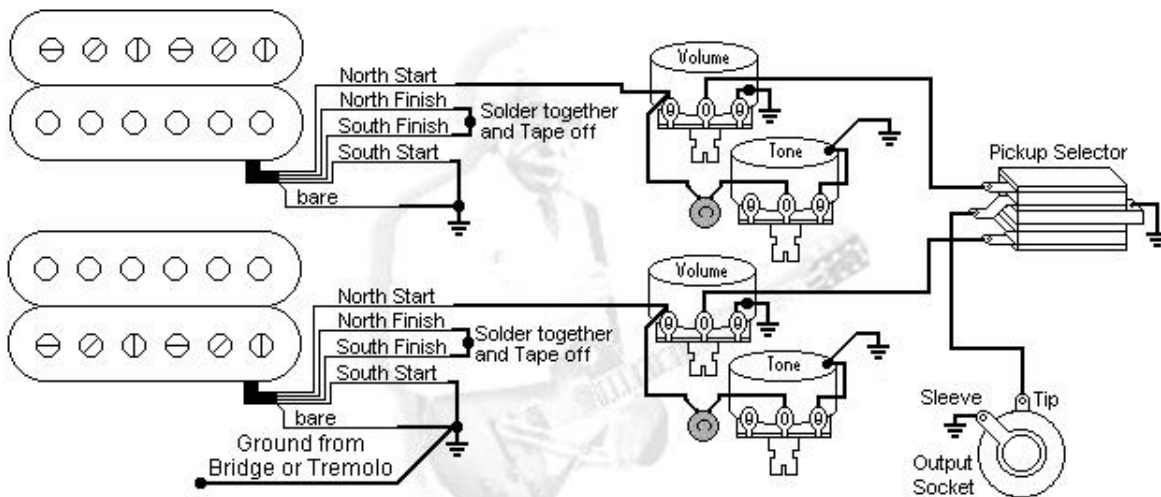 North Start
North Finish
South Finish
South Start
bare
Solder together
and Tape off
Volume
Tone
Pickup Selector
North Start
North Finish
South Finish
South Start
bare
Solder together
and Tape off
Ground from
Bridge or Tremolo
Volume
Tone
Sleeve
Tip
Output
Socket